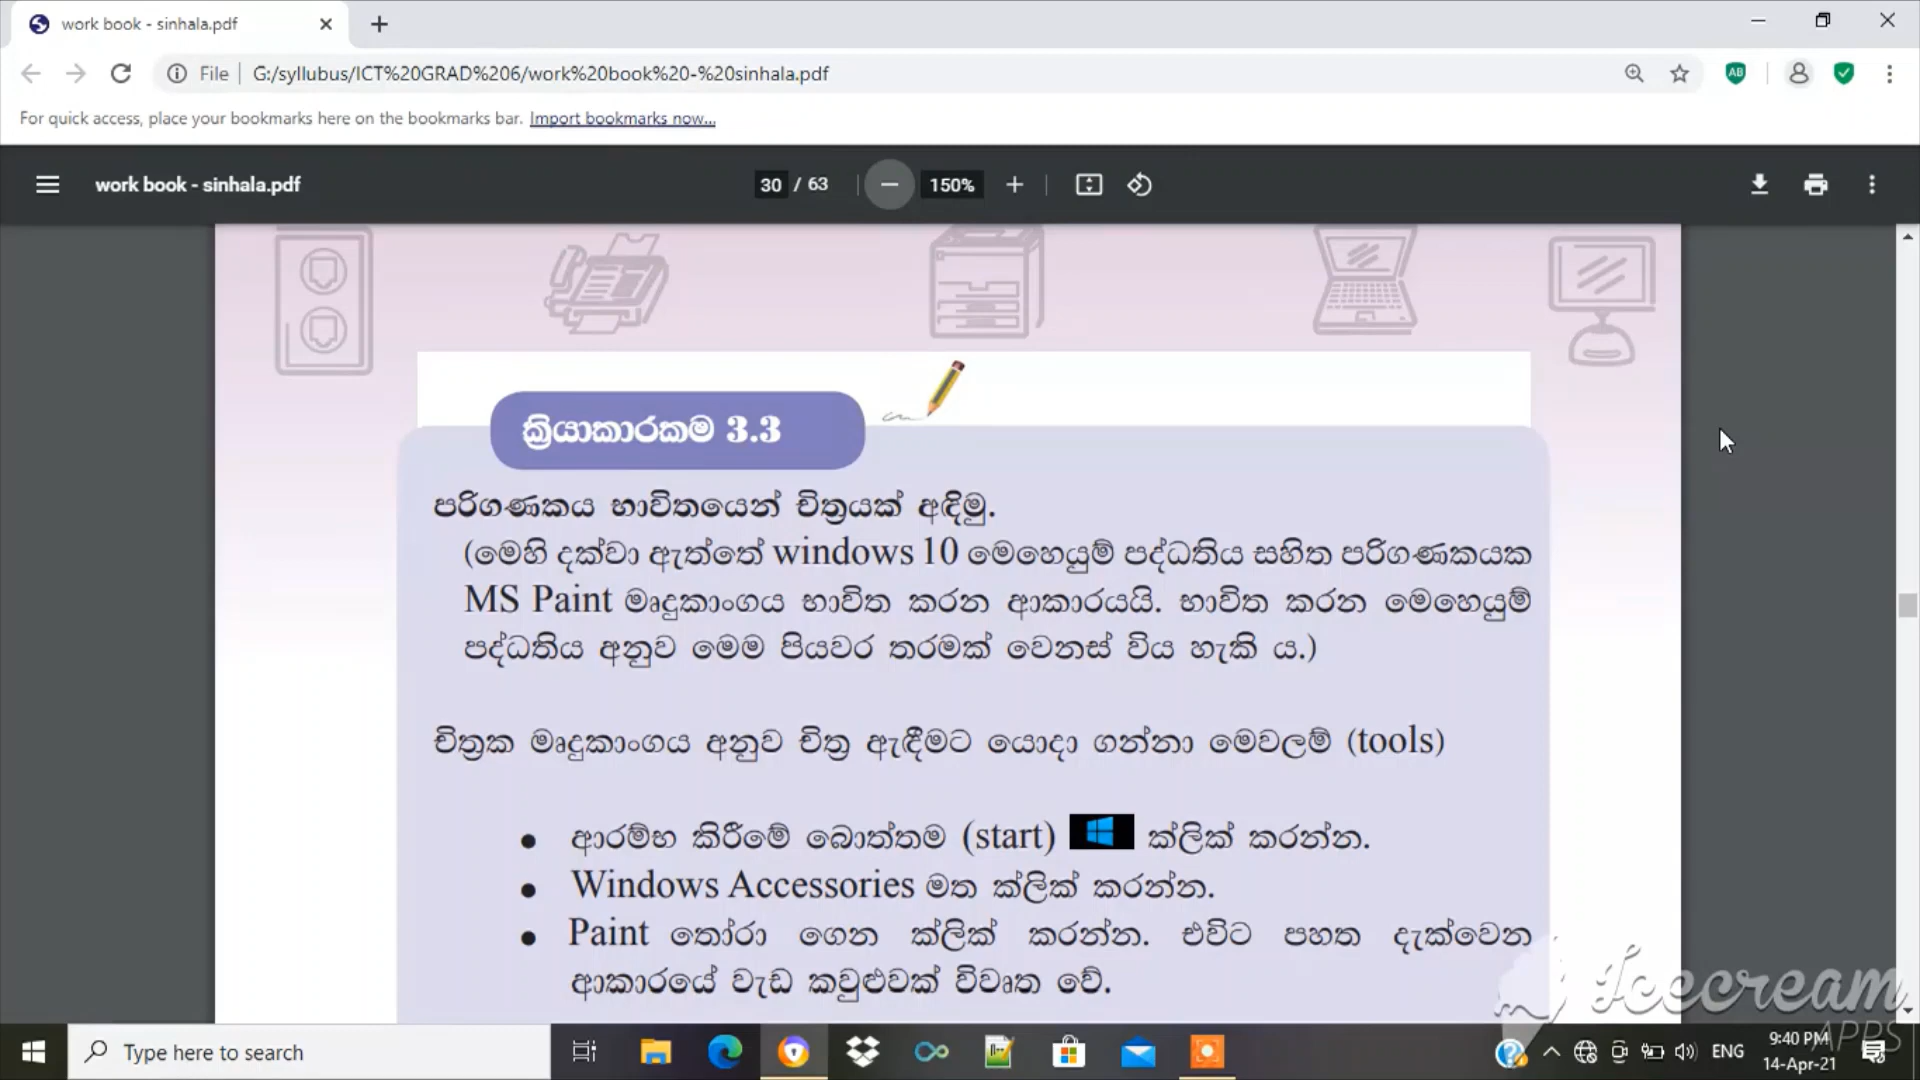 work book - sinhala.pdf
File
G:/syllubus/ICT%20GRAD%206/work%20book%20-%20sinhala.pdf
AB
For quick access, place your bookmarks here on the bookmarks bar. Import bookmarks now...
work book - sinhala.pdf
30 / 63
150%
ක්‍රියාකාරකම 3.3
පරිගණකය භාවිතයෙන් චිත්‍රයක් අඳිමු.
(මෙහි දක්වා ඇත්තේ windows 10 මෙහෙයුම් පද්ධතිය සහිත පරිගණකයක
MS Paint මෘදුකාංගය භාවිත කරන ආකාරයයි. භාවිත කරන මෙහෙයුම්
පද්ධතිය අනුව මෙම පියවර තරමක් වෙනස් විය හැකි ය.)
චිත්‍රක මෘදුකාංගය අනුව චිත්‍ර ඇඳීමට යොදා ගන්නා මෙවලම් (tools)
● ආරම්භ කිරීමේ බොත්තම (start) ක්ලික් කරන්න.
● Windows Accessories මත ක්ලික් කරන්න.
● Paint තෝරා ගෙන ක්ලික් කරන්න. එවිට පහත දැක්වෙන
ආකාරයේ වැඩ කවුළුවක් විවෘත වේ.
Icecream
APPS
Type here to search
ENG
9:40 PM
14-Apr-21